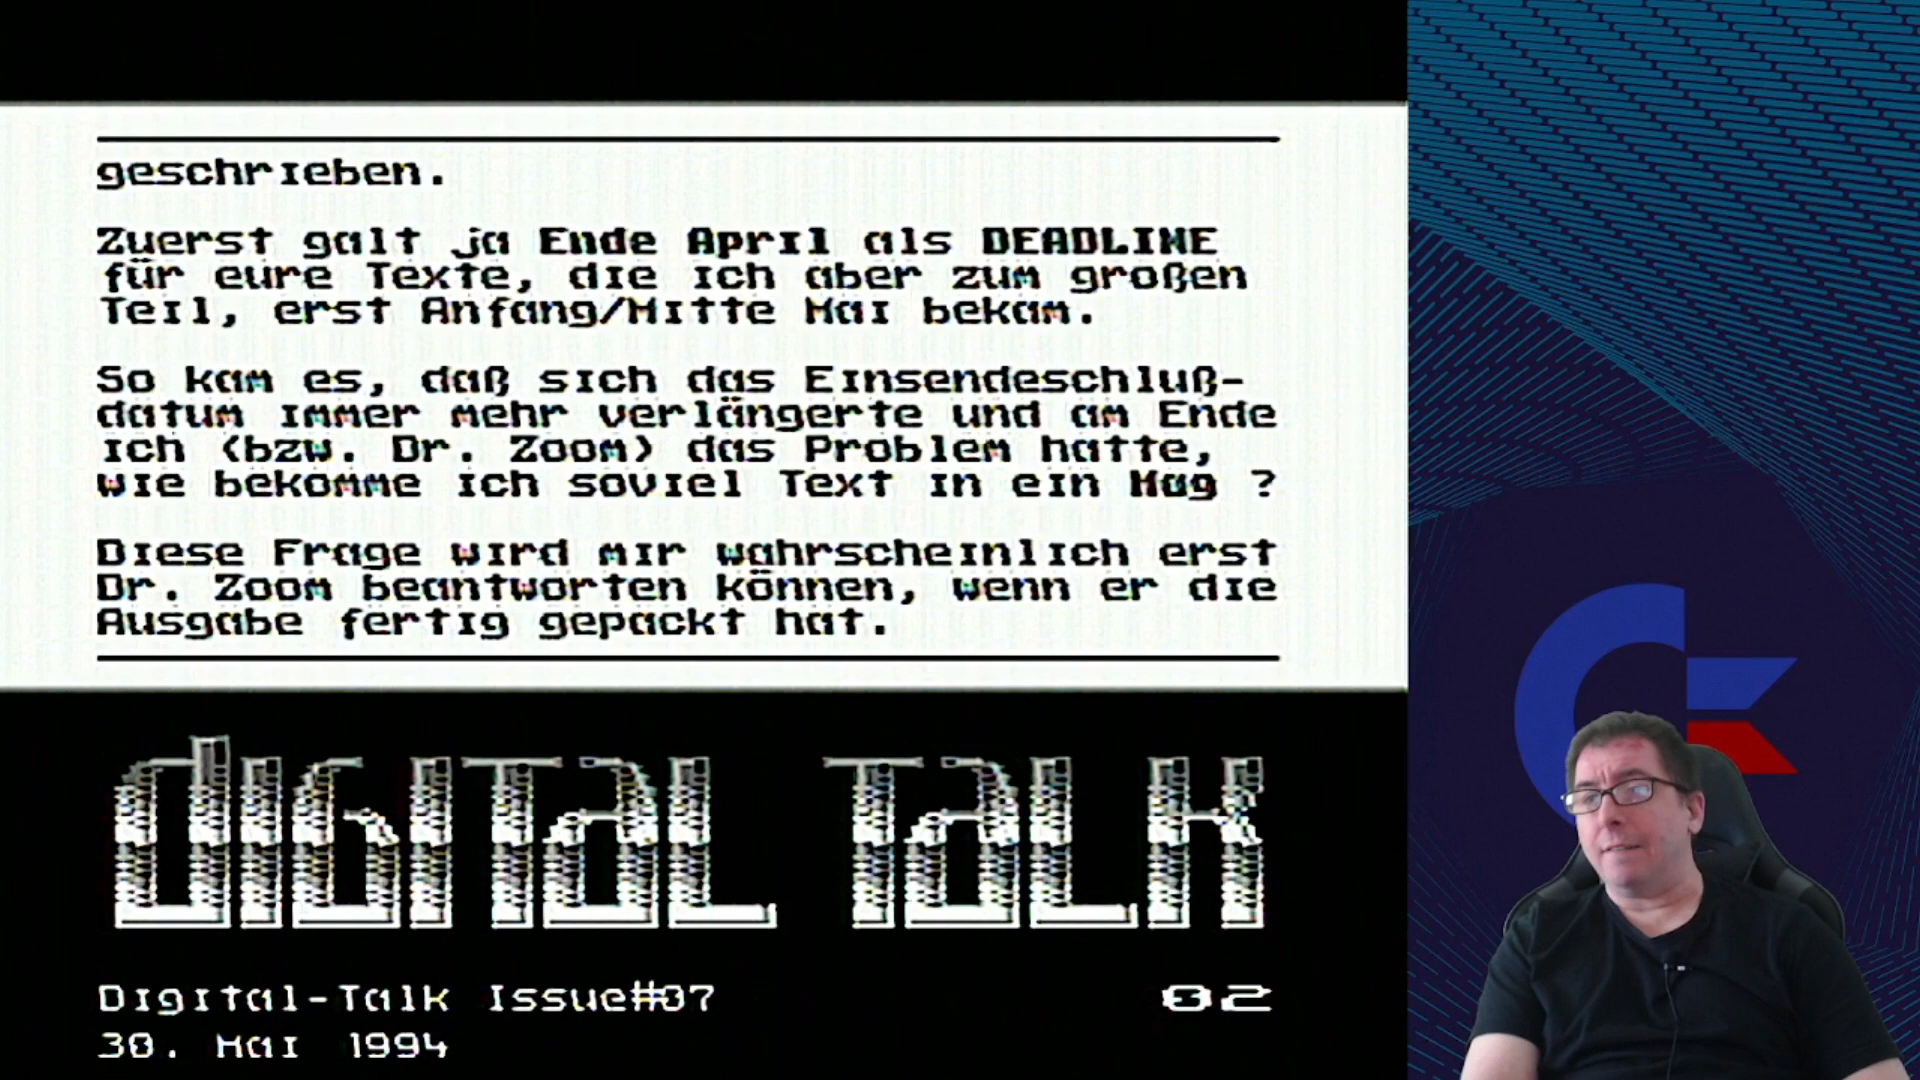 geschrieben.
Zuerst galt ja Ende April als DEADLINE
für eure Texte, die ich aber zum großen
Teil, erst Anfang/Mitte Mai bekam.
So kam es, daß sich das Einsendeschluß-
datum immer mehr verlängerte und am Ende
ich (bzw. Dr. Zoom) das Problem hatte,
wie bekomme ich soviel Text in ein Mag ?
Diese Frage wird mir wahrscheinlich erst
Dr. Zoom beantworten können, wenn er die
Ausgabe fertig gepackt hat.
diGiTaL TaLK
Digital-Talk Issue#07 02
30. Mai 1994